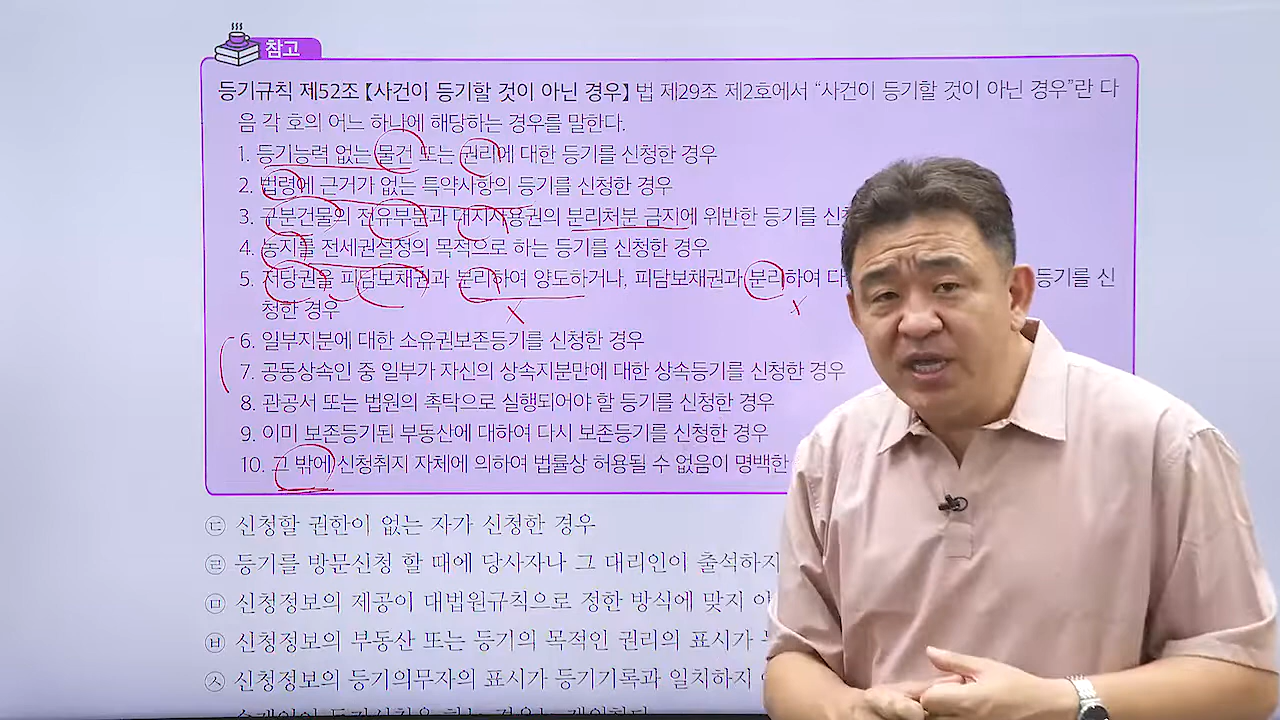 참고
등기규칙 제52조 【사건이 등기할 것이 아닌 경우】 법 제29조 제2호에서 “사건이 등기할 것이 아닌 경우”란 다
음 각 호의 어느 하나에 해당하는 경우를 말한다.
1. 등기능력 없는 물건 또는 권리에 대한 등기를 신청한 경우
2. 법령에 근거가 없는 특약사항의 등기를 신청한 경우
3. 구분건물의 전유부분과 대지사용권의 분리처분 금지에 위반한 등기를
4. 농지를 전세권설정의 목적으로 하는 등기를 신청한 경우
5. 저당권을 피담보채권과 분리하여 양도하거나, 피담보채권과 분리하여 등기를 신
청한 경우
6. 일부지분에 대한 소유권보존등기를 신청한 경우
7. 공동상속인 중 일부가 자신의 상속지분만에 대한 상속등기를 신청한 경우
8. 관공서 또는 법원의 촉탁으로 실행되어야 할 등기를 신청한 경우
9. 이미 보존등기된 부동산에 대하여 다시 보존등기를 신청한 경우
10. 그 밖에 신청취지 자체에 의하여 법률상 허용될 수 없음이 명백한
㉢ 신청할 권한이 없는 자가 신청한 경우
㉣ 등기를 방문신청 할 때에 당사자나 그 대리인이 출석하지
㉤ 신청정보의 제공이 대법원규칙으로 정한 방식에 맞지
㉥ 신청정보의 부동산 또는 등기의 목적인 권리의 표시가
㉦ 신청정보의 등기의무자의 표시가 등기기록과 일치하지